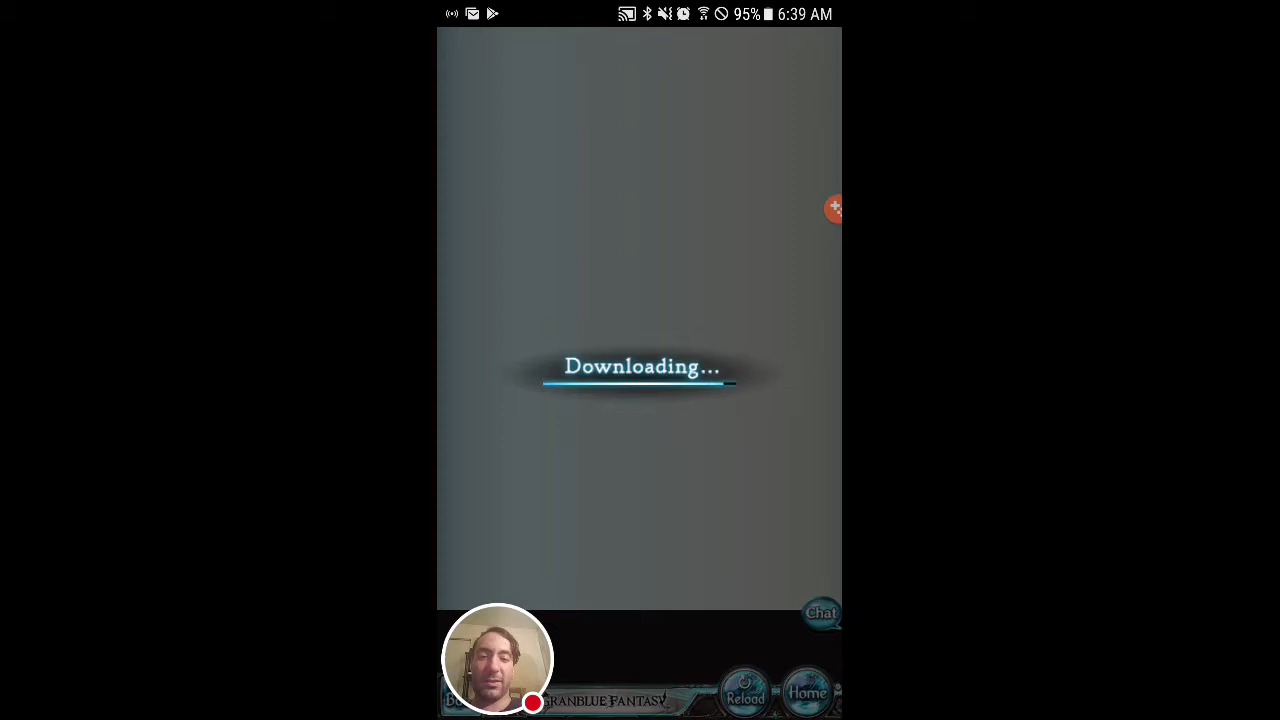 95% 6:39 AM
Downloading...
Chat
GRANBLUE FANTASY
Reload
Home